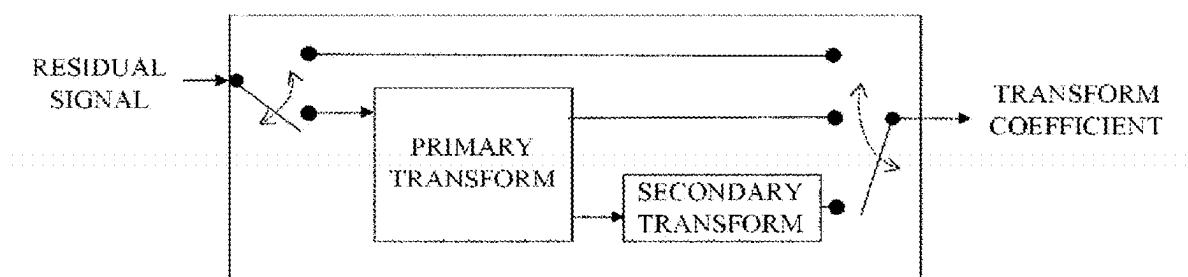 RESIDUAL
SIGNAL
PRIMARY
TRANSFORM
SECONDARY
TRANSFORM
TRANSFORM
COEFFICIENT